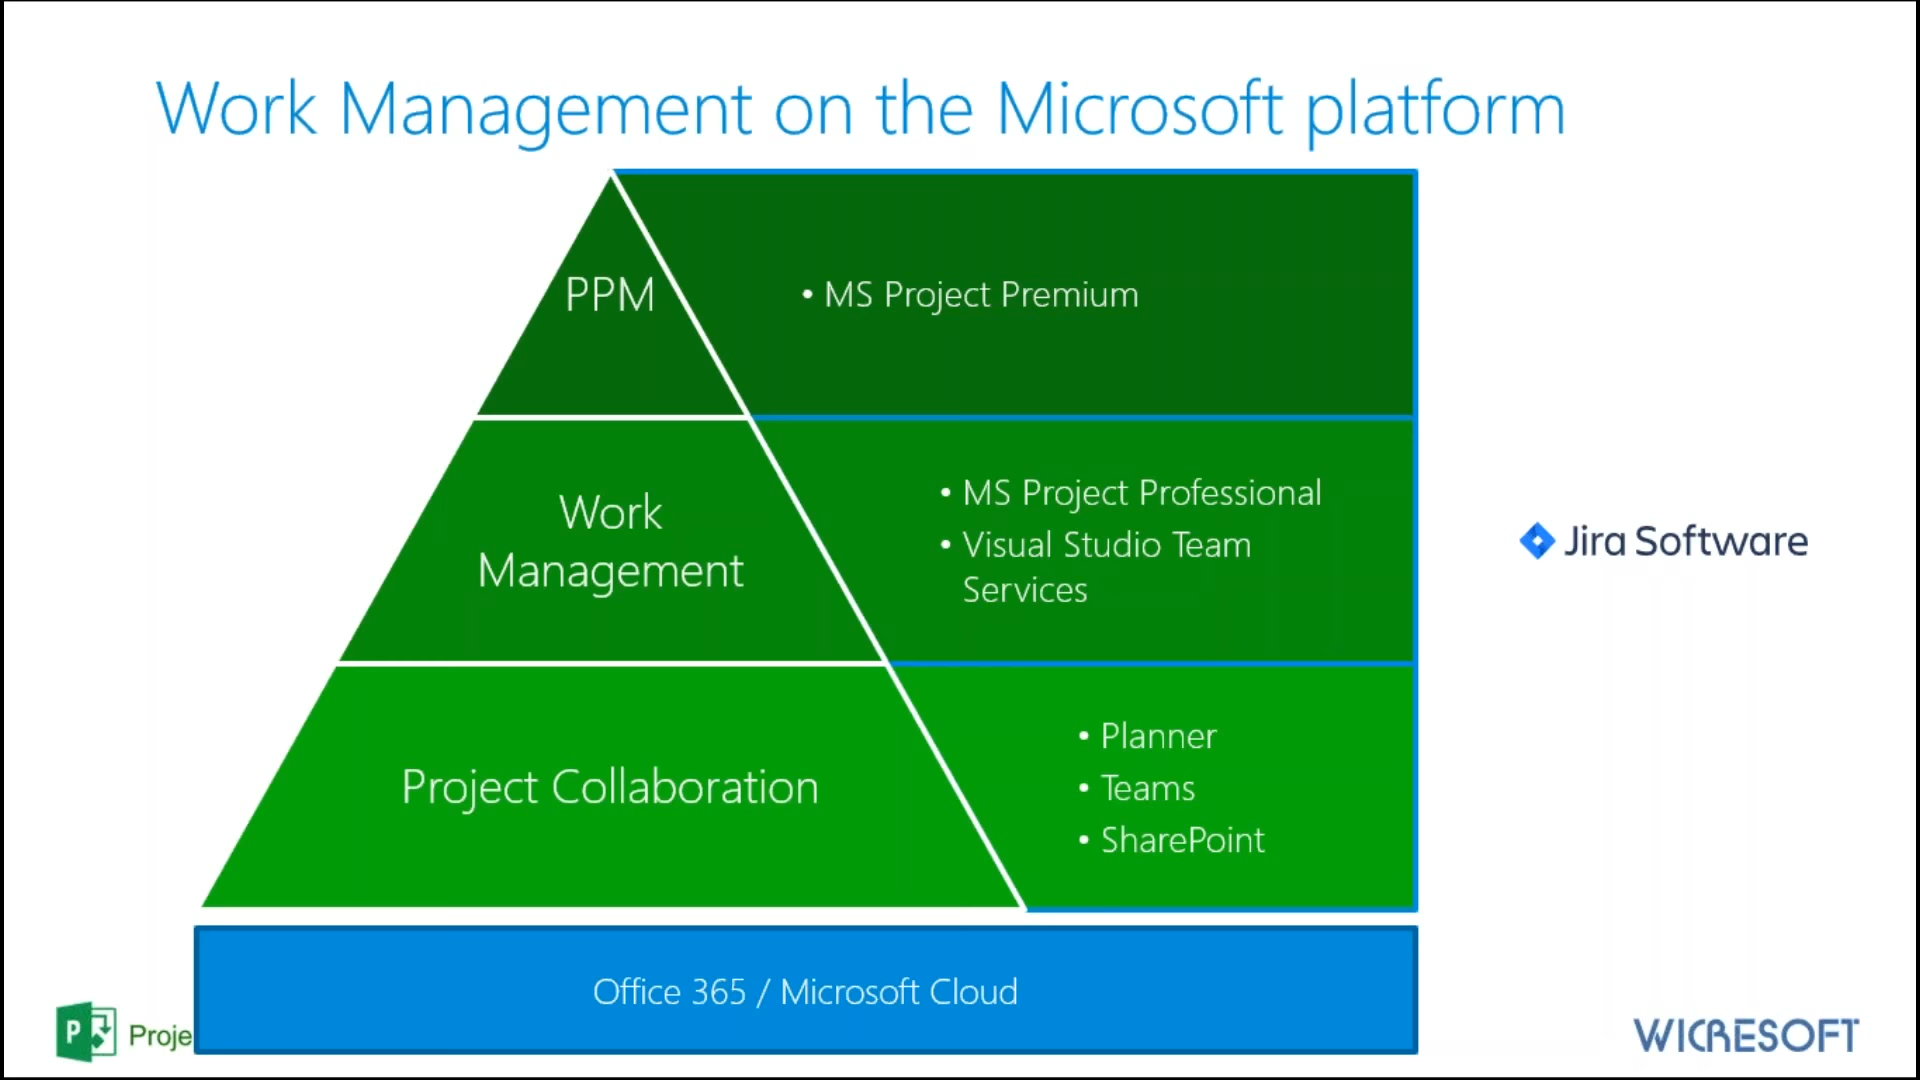 Work Management on the Microsoft platform
PPM
• MS Project Premium
Work
Management
• MS Project Professional
• Visual Studio Team
Services
Jira Software
Project Collaboration
• Planner
• Teams
• SharePoint
Office 365 / Microsoft Cloud
P
Proje
WICRESOFT